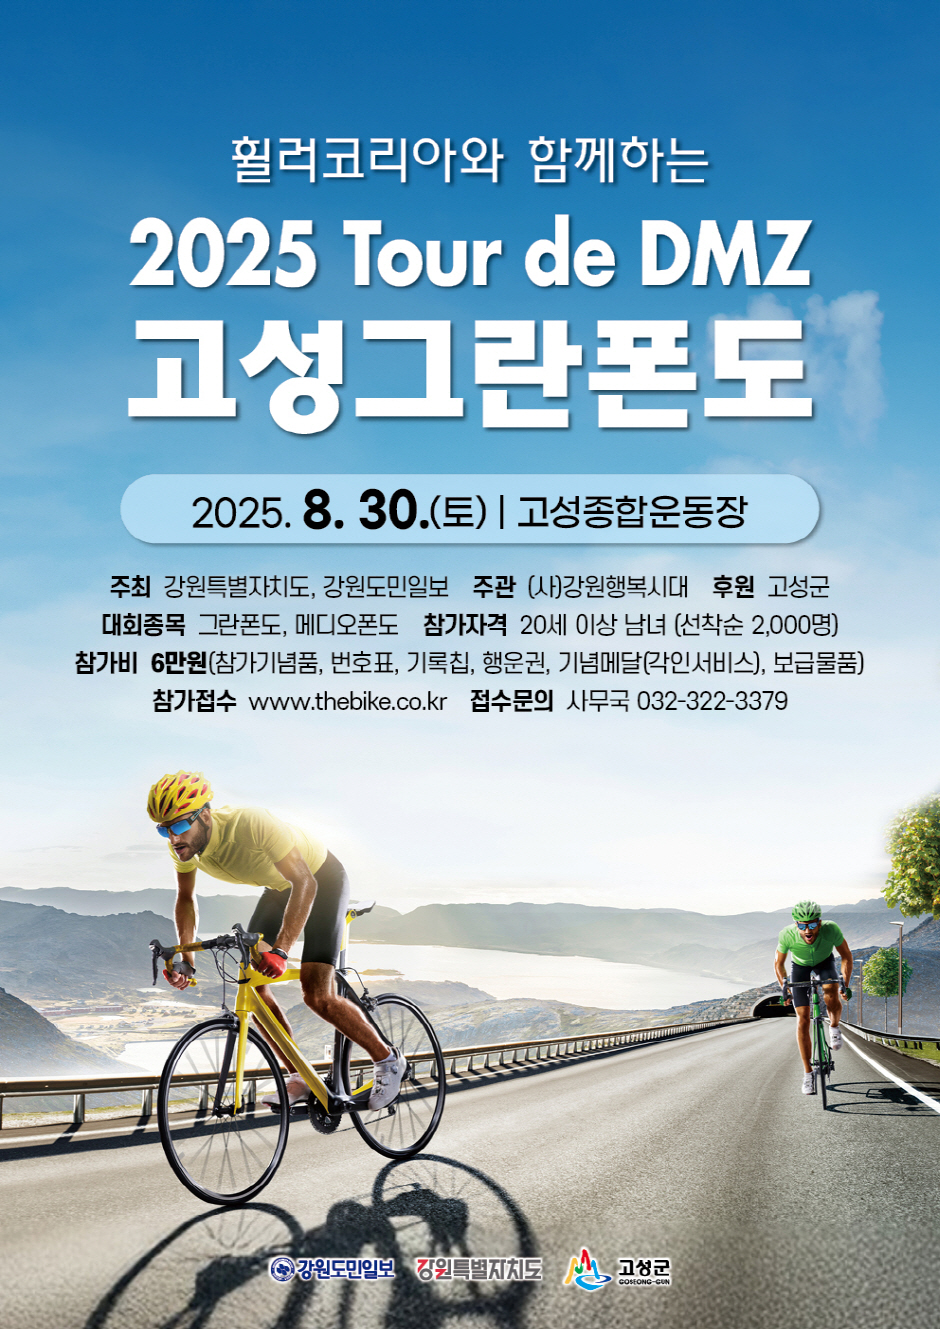 휠러코리아와 함께하는
2025 Tour de DMZ
고성그란폰도
2025. 8. 30.(토) | 고성종합운동장
주최 강원특별자치도, 강원도민일보 주관 (사)강원행복시대 후원 고성군
대회종목 그란폰도, 메디오폰도 참가자격 20세 이상 남녀 (선착순 2,000명)
참가비 6만원(참가기념품, 번호표, 기록칩, 행운권, 기념메달(각인서비스), 보급물품)
참가접수 www.thebike.co.kr 접수문의 사무국 032-322-3379
강원도민일보 강원특별자치도 고성군
GOSEONG-GUN